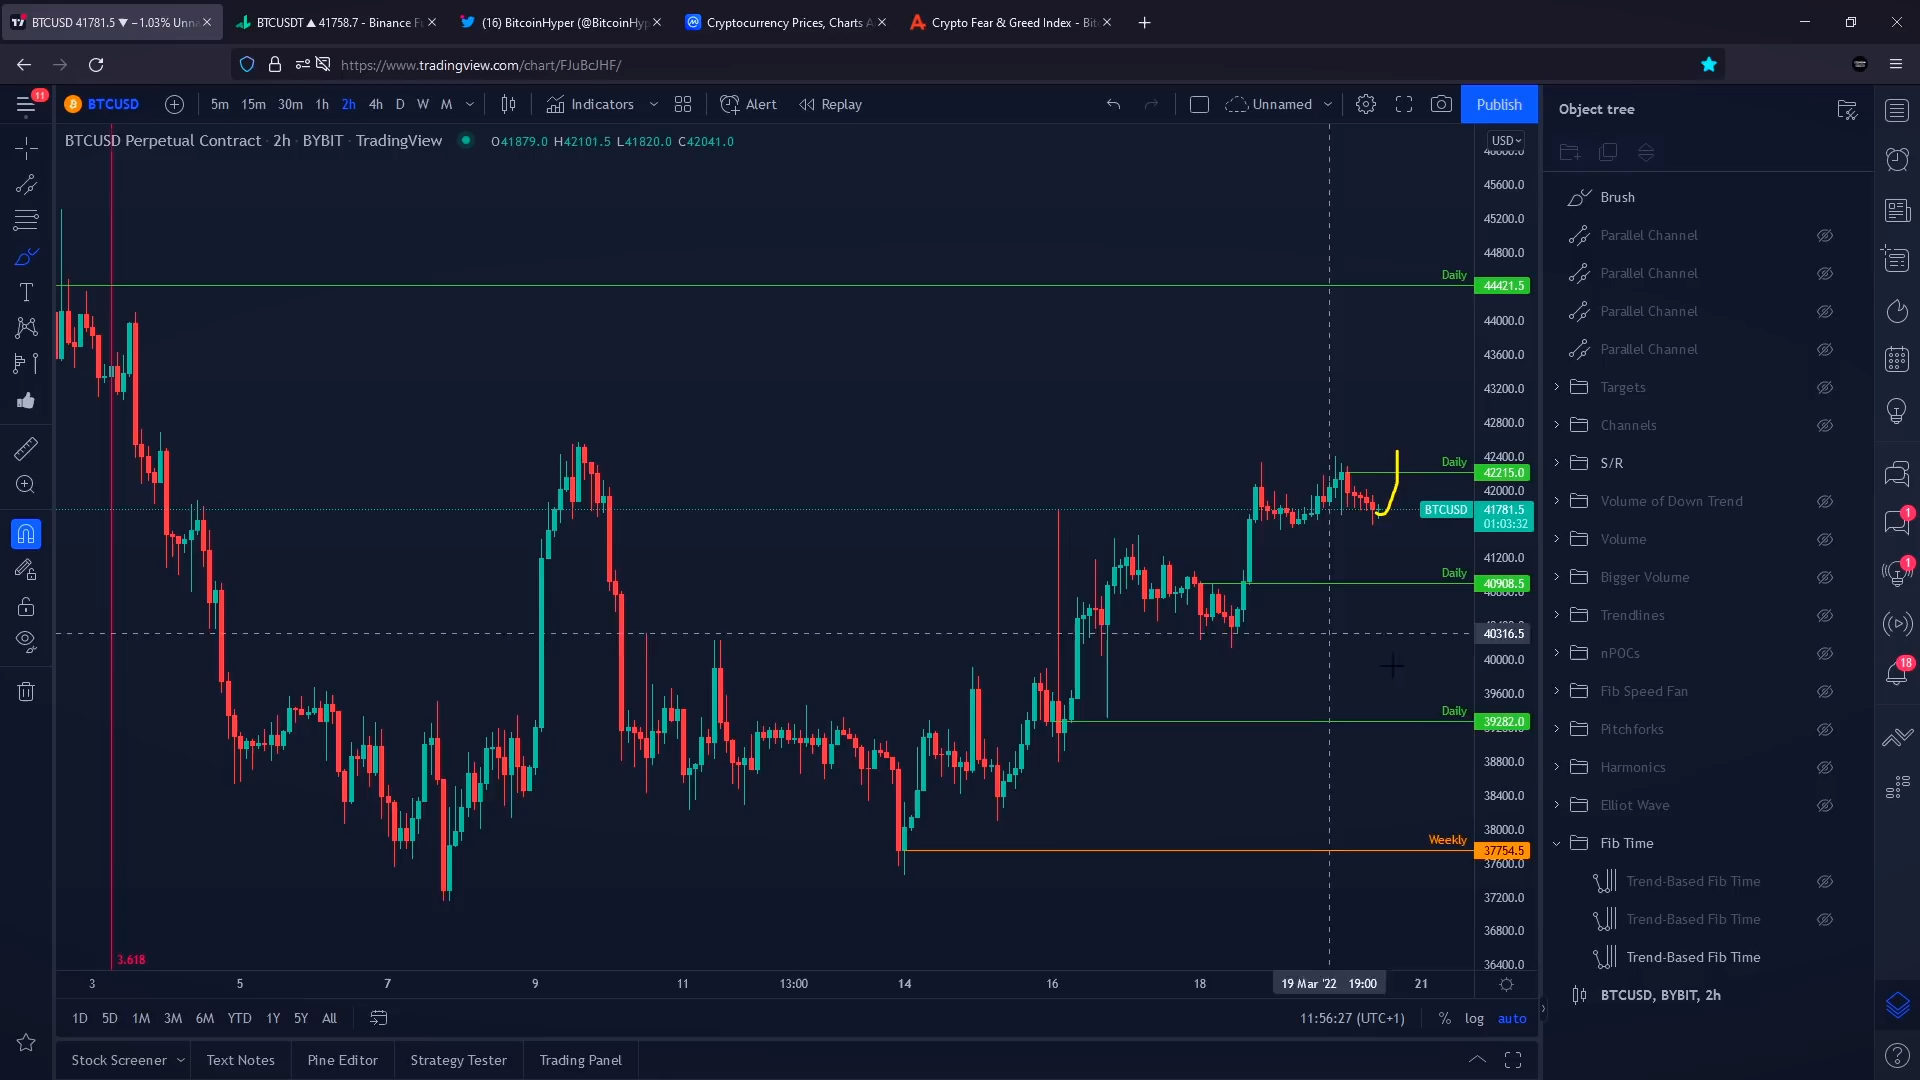 BTCUSD 41781.5 ▼ −1.03% Unna
BTCUSDT ▲ 41758.7 - Binance Fu
(16) BitcoinHyper (@BitcoinHyp
Cryptocurrency Prices, Charts A
Crypto Fear & Greed Index - Bit
https://www.tradingview.com/chart/FJuBcJHF/
11
BTCUSD
5m 15m 30m 1h 2h 4h D W M
Indicators
Alert
Replay
Unnamed
Publish
Object tree
BTCUSD Perpetual Contract · 2h · BYBIT · TradingView
O41879.0 H42101.5 L41820.0 C42041.0
USD
45600.0
45200.0
44800.0
Daily
44421.5
44000.0
43600.0
43200.0
42800.0
42400.0
Daily
42215.0
42000.0
BTCUSD
41781.5
01:03:32
41200.0
Daily
40908.5
40316.5
40000.0
39600.0
Daily
39282.0
38800.0
38400.0
38000.0
Weekly
37754.5
37600.0
37200.0
36800.0
36400.0
3.618
3 5 7 9 11 13:00 14 16 18 19 Mar '22 19:00 21
1D 5D 1M 3M 6M YTD 1Y 5Y All
11:56:27 (UTC+1)
% log auto
Stock Screener
Text Notes
Pine Editor
Strategy Tester
Trading Panel
Brush
Parallel Channel
Parallel Channel
Parallel Channel
Parallel Channel
Targets
Channels
S/R
Volume of Down Trend
Volume
Bigger Volume
Trendlines
nPOCs
Fib Speed Fan
Pitchforks
Harmonics
Elliot Wave
Fib Time
Trend-Based Fib Time
Trend-Based Fib Time
Trend-Based Fib Time
BTCUSD, BYBIT, 2h
1
1
18